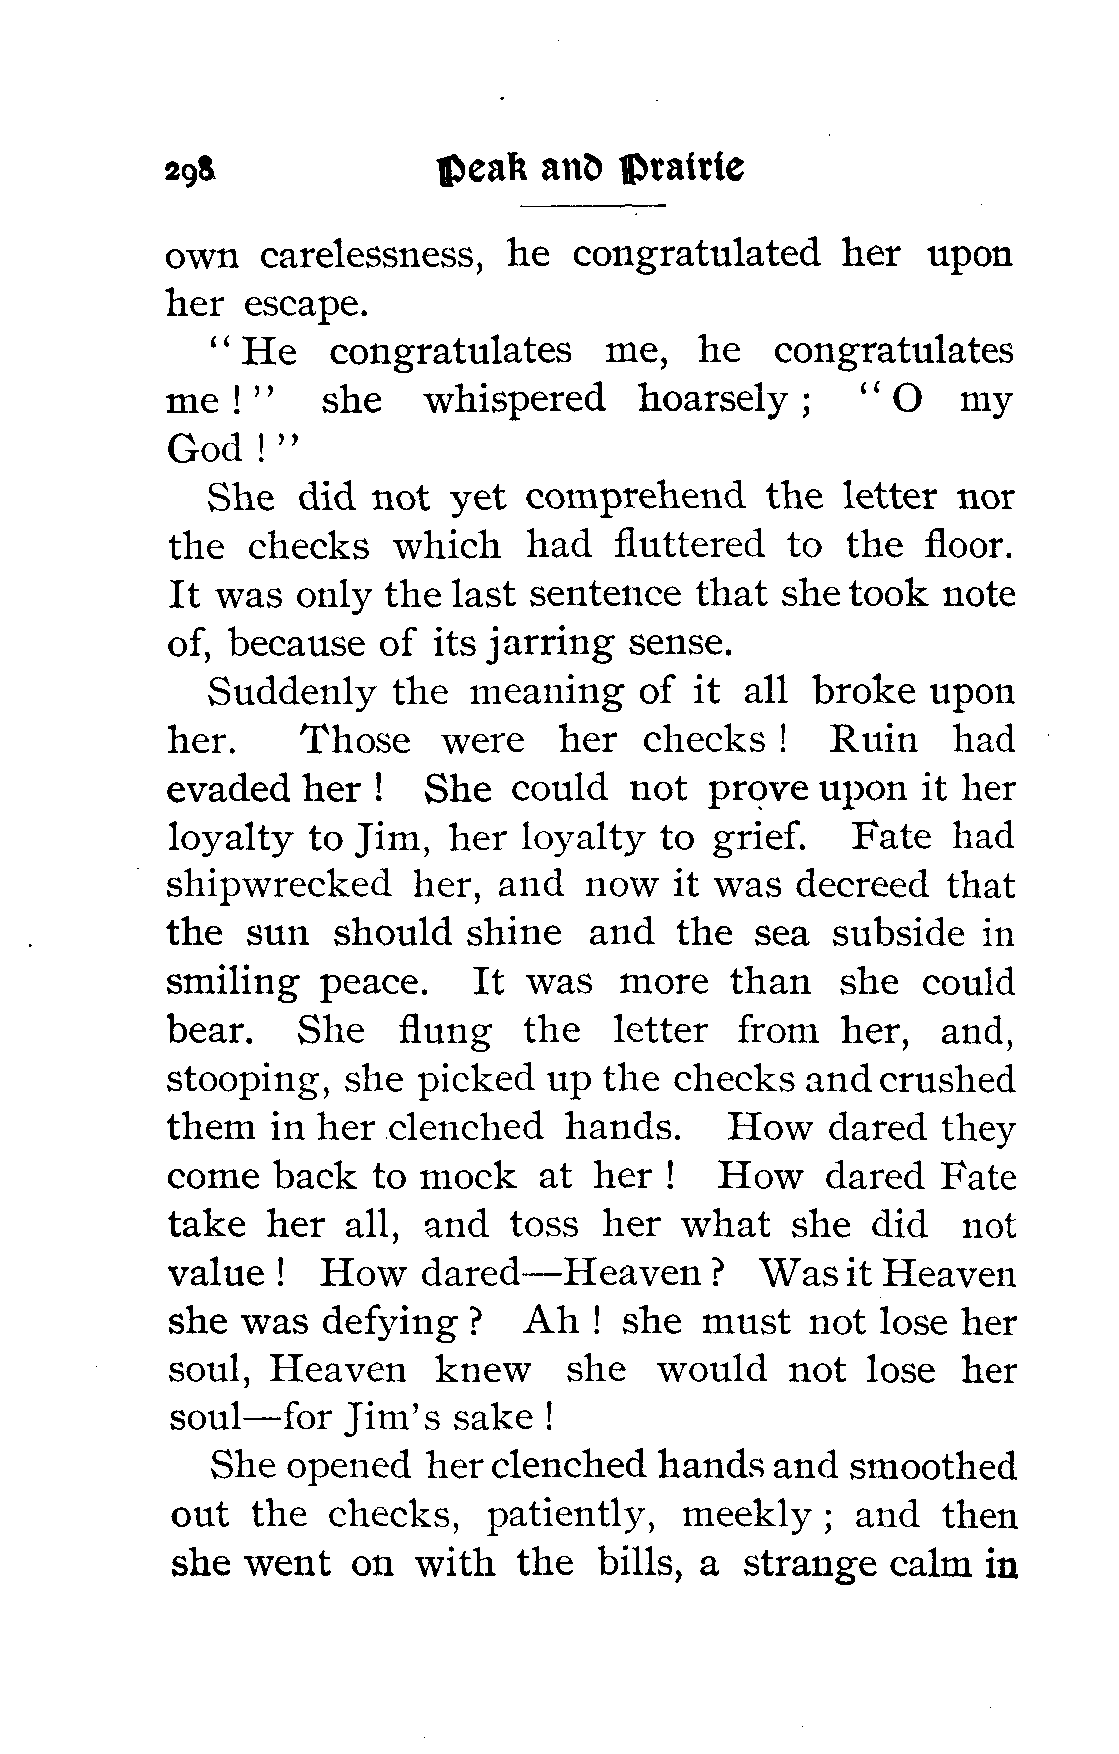 298 Peak and Prairie
own carelessness, he congratulated her upon
her escape.
"He congratulates me, he congratulates
me!" she whispered hoarsely; "O my
God!"
She did not yet comprehend the letter nor
the checks which had fluttered to the floor.
It was only the last sentence that she took note
of, because of its jarring sense.
Suddenly the meaning of it all broke upon
her. Those were her checks! Ruin had
evaded her! She could not prove upon it her
loyalty to Jim, her loyalty to grief. Fate had
shipwrecked her, and now it was decreed that
the sun should shine and the sea subside in
smiling peace. It was more than she could
bear. She flung the letter from her, and,
stooping, she picked up the checks and crushed
them in her clenched hands. How dared they
come back to mock at her! How dared Fate
take her all, and toss her what she did not
value! How dared—Heaven? Was it Heaven
she was defying? Ah! she must not lose her
soul, Heaven knew she would not lose her
soul—for Jim's sake!
She opened her clenched hands and smoothed
out the checks, patiently, meekly; and then
she went on with the bills, a strange calm in